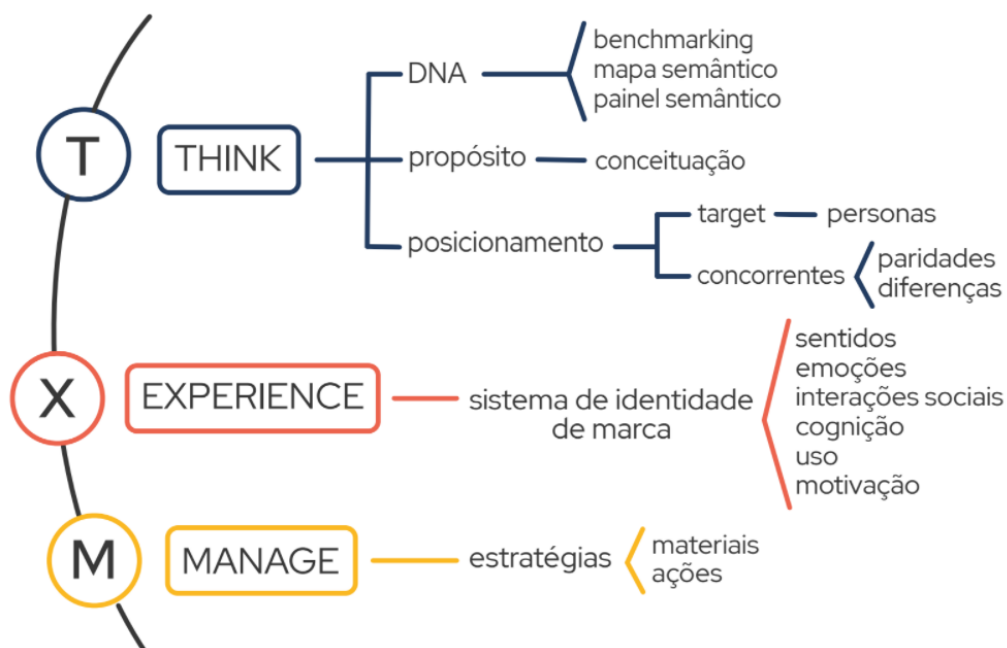 T
THINK
DNA
benchmarking
mapa semântico
painel semântico
propósito
conceituação
posicionamento
target
personas
concorrentes
paridades
diferenças
X
EXPERIENCE
sistema de identidade
de marca
sentidos
emoções
interações sociais
cognição
uso
motivação
M
MANAGE
estratégias
materiais
ações